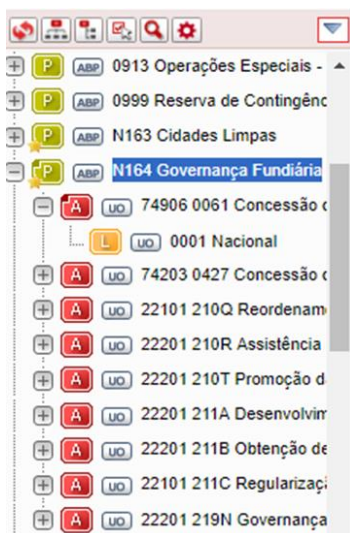 P ABP 0913 Operações Especiais -
P ABP 0999 Reserva de Contingênc
P ABP N163 Cidades Limpas
P ABP N164 Governança Fundiária
A UO 74906 0061 Concessão d
L UO 0001 Nacional
A UO 74203 0427 Concessão d
A UO 22101 210Q Reordenam
A UO 22201 210R Assistência
A UO 22201 210T Promoção d
A UO 22201 211A Desenvolvim
A UO 22201 211B Obtenção de
A UO 22101 211C Regularizaçã
A UO 22201 219N Governança